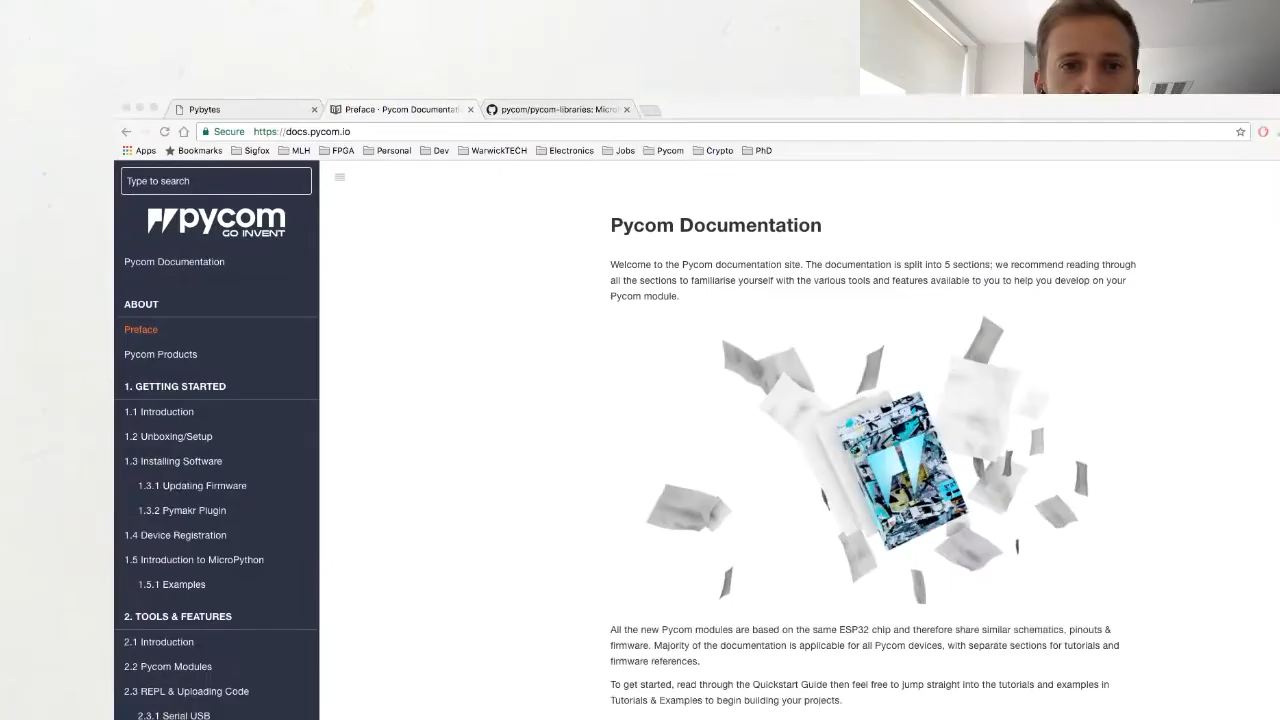 Pybytes
Preface · Pycom Documentati
pycom/pycom-libraries: Micro
Secure https://docs.pycom.io
Apps Bookmarks Sigfox MLH FPGA Personal Dev WarwickTECH Electronics Jobs Pycom Crypto PhD
Type to search
pycom
GO INVENT
Pycom Documentation
ABOUT
Preface
Pycom Products
1. GETTING STARTED
1.1 Introduction
1.2 Unboxing/Setup
1.3 Installing Software
1.3.1 Updating Firmware
1.3.2 Pymakr Plugin
1.4 Device Registration
1.5 Introduction to MicroPython
1.5.1 Examples
2. TOOLS & FEATURES
2.1 Introduction
2.2 Pycom Modules
2.3 REPL & Uploading Code
2.3.1 Serial USB
Pycom Documentation
Welcome to the Pycom documentation site. The documentation is split into 5 sections; we recommend reading through
all the sections to familiarise yourself with the various tools and features available to you to help you develop on your
Pycom module.
All the new Pycom modules are based on the same ESP32 chip and therefore share similar schematics, pinouts &
firmware. Majority of the documentation is applicable for all Pycom devices, with separate sections for tutorials and
firmware references.
To get started, read through the Quickstart Guide then feel free to jump straight into the tutorials and examples in
Tutorials & Examples to begin building your projects.